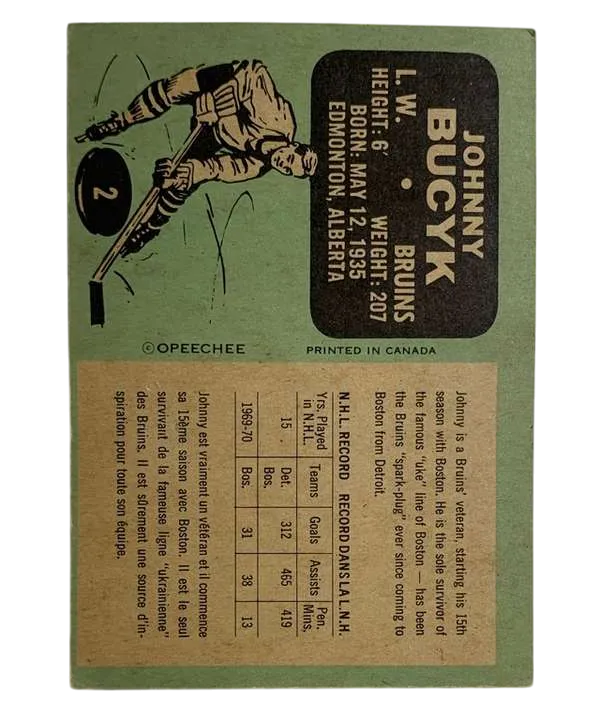 JOHNNY
BUCYK
L. W. • BRUINS
HEIGHT: 6' WEIGHT: 207
BORN: MAY 12, 1935
EDMONTON, ALBERTA
2
© OPEECHEE PRINTED IN CANADA
Johnny is a Bruins' veteran, starting his 15th
season with Boston. He is the sole survivor of
the famous "uke" line of Boston — has been
the Bruins "spark-plug" ever since coming to
Boston from Detroit.
N.H.L. RECORD RECORD DANS LA L.N.H.
Yrs. Played Pen.
in N.H.L. Teams Goals Assists Mins,
15 Det. 312 465 419
Bos.
1969-70 Bos. 31 38 13
Johnny est vraiment un vétéran et il commence
sa 15ème saison avec Boston. Il est le seul
survivant de la fameuse ligne "ukrainienne"
des Bruins. Il est sûrement une source d'in-
spiration pour toute son équipe.